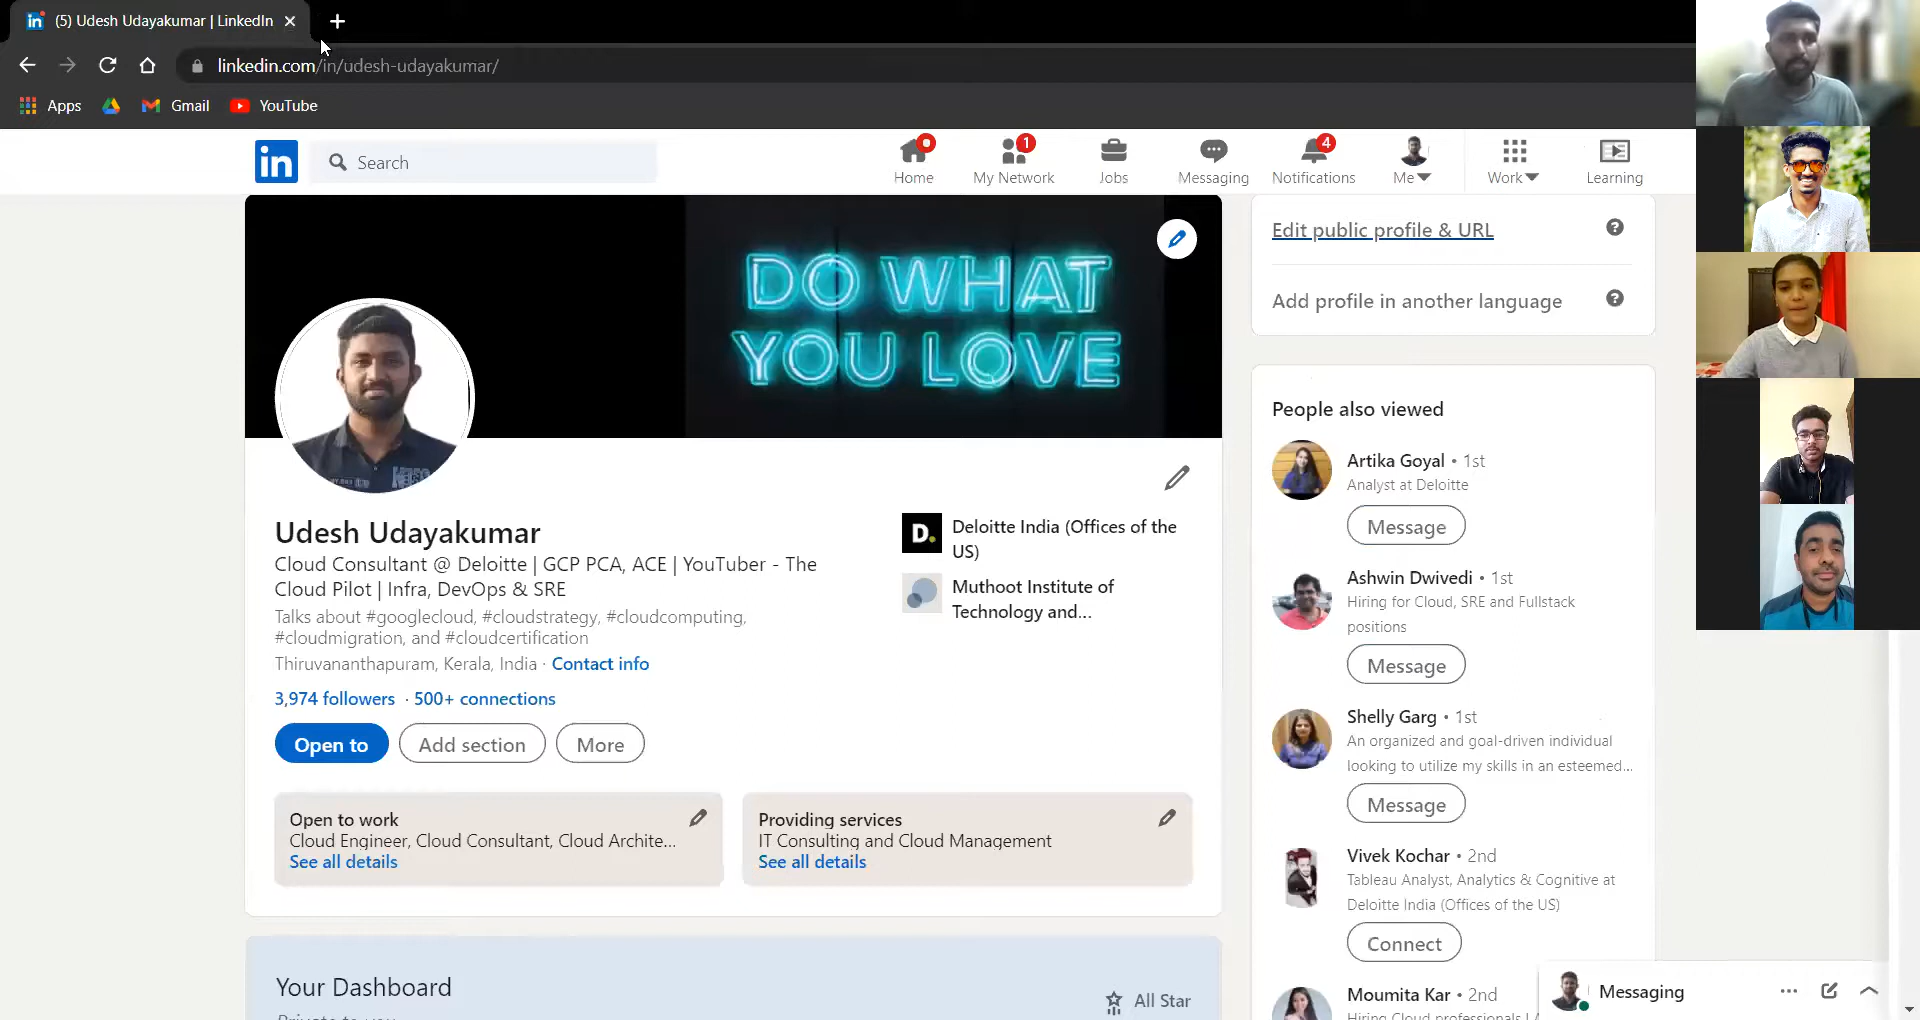 (5) Udesh Udayakumar | LinkedIn
linkedin.com/in/udesh-udayakumar/
Apps
Gmail
YouTube
in
Search
Home
1
My Network
Jobs
Messaging
4
Notifications
Me
Work
Learning
DO WHAT
YOU LOVE
Edit public profile & URL
Add profile in another language
Udesh Udayakumar
Cloud Consultant @ Deloitte | GCP PCA, ACE | YouTuber - The
Cloud Pilot | Infra, DevOps & SRE
Talks about #googlecloud, #cloudstrategy, #cloudcomputing,
#cloudmigration, and #cloudcertification
Thiruvananthapuram, Kerala, India · Contact info
3,974 followers · 500+ connections
Open to
Add section
More
D.
Deloitte India (Offices of the
US)
Muthoot Institute of
Technology and...
Open to work
Cloud Engineer, Cloud Consultant, Cloud Archite...
See all details
Providing services
IT Consulting and Cloud Management
See all details
Your Dashboard
All Star
Private to you
People also viewed
Artika Goyal • 1st
Analyst at Deloitte
Message
Ashwin Dwivedi • 1st
Hiring for Cloud, SRE and Fullstack
positions
Message
Shelly Garg • 1st
An organized and goal-driven individual
looking to utilize my skills in an esteemed...
Message
Vivek Kochar • 2nd
Tableau Analyst, Analytics & Cognitive at
Deloitte India (Offices of the US)
Connect
Moumita Kar • 2nd
Hiring Cloud professionals |
Messaging